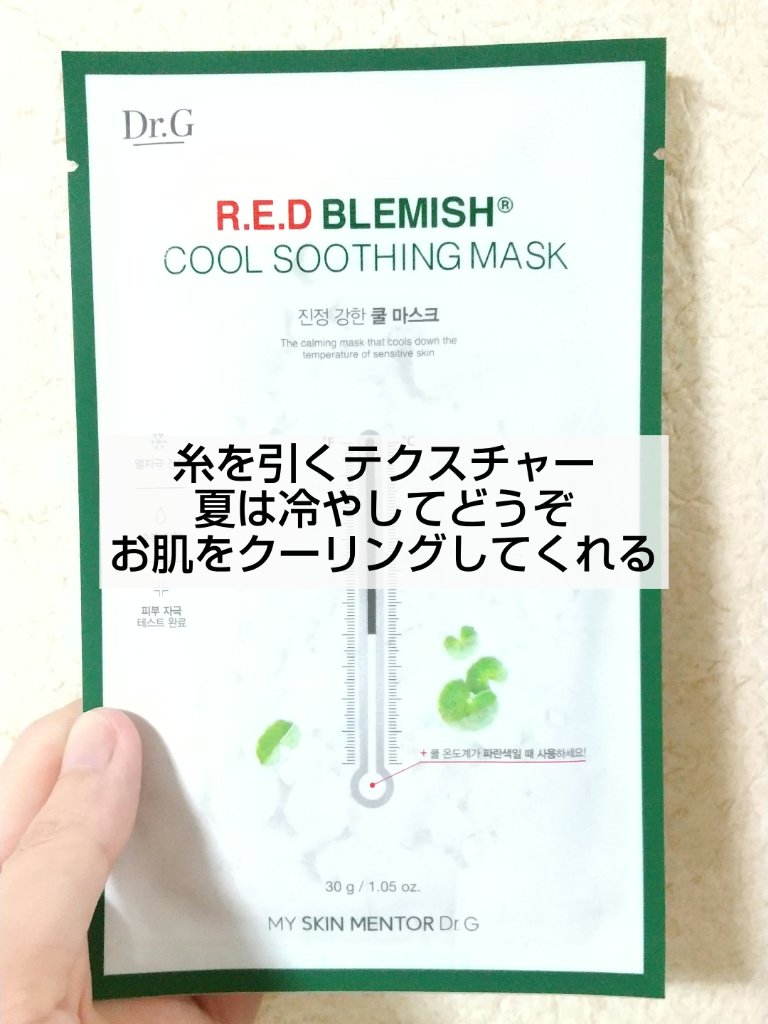 Dr.G
R.E.D BLEMISH®
COOL SOOTHING MASK
진정 강한 쿨 마스크
The calming mask that cools down the
temperature of sensitive skin
°F
°C
열자극
糸を引くテクスチャー
夏は冷やしてどうぞ
お肌をクーリングしてくれる
피부 자극
테스트 완료
+ 쿨 온도계가 파란색일 때 사용하세요!
30 g / 1.05 oz.
MY SKIN MENTOR Dr.G